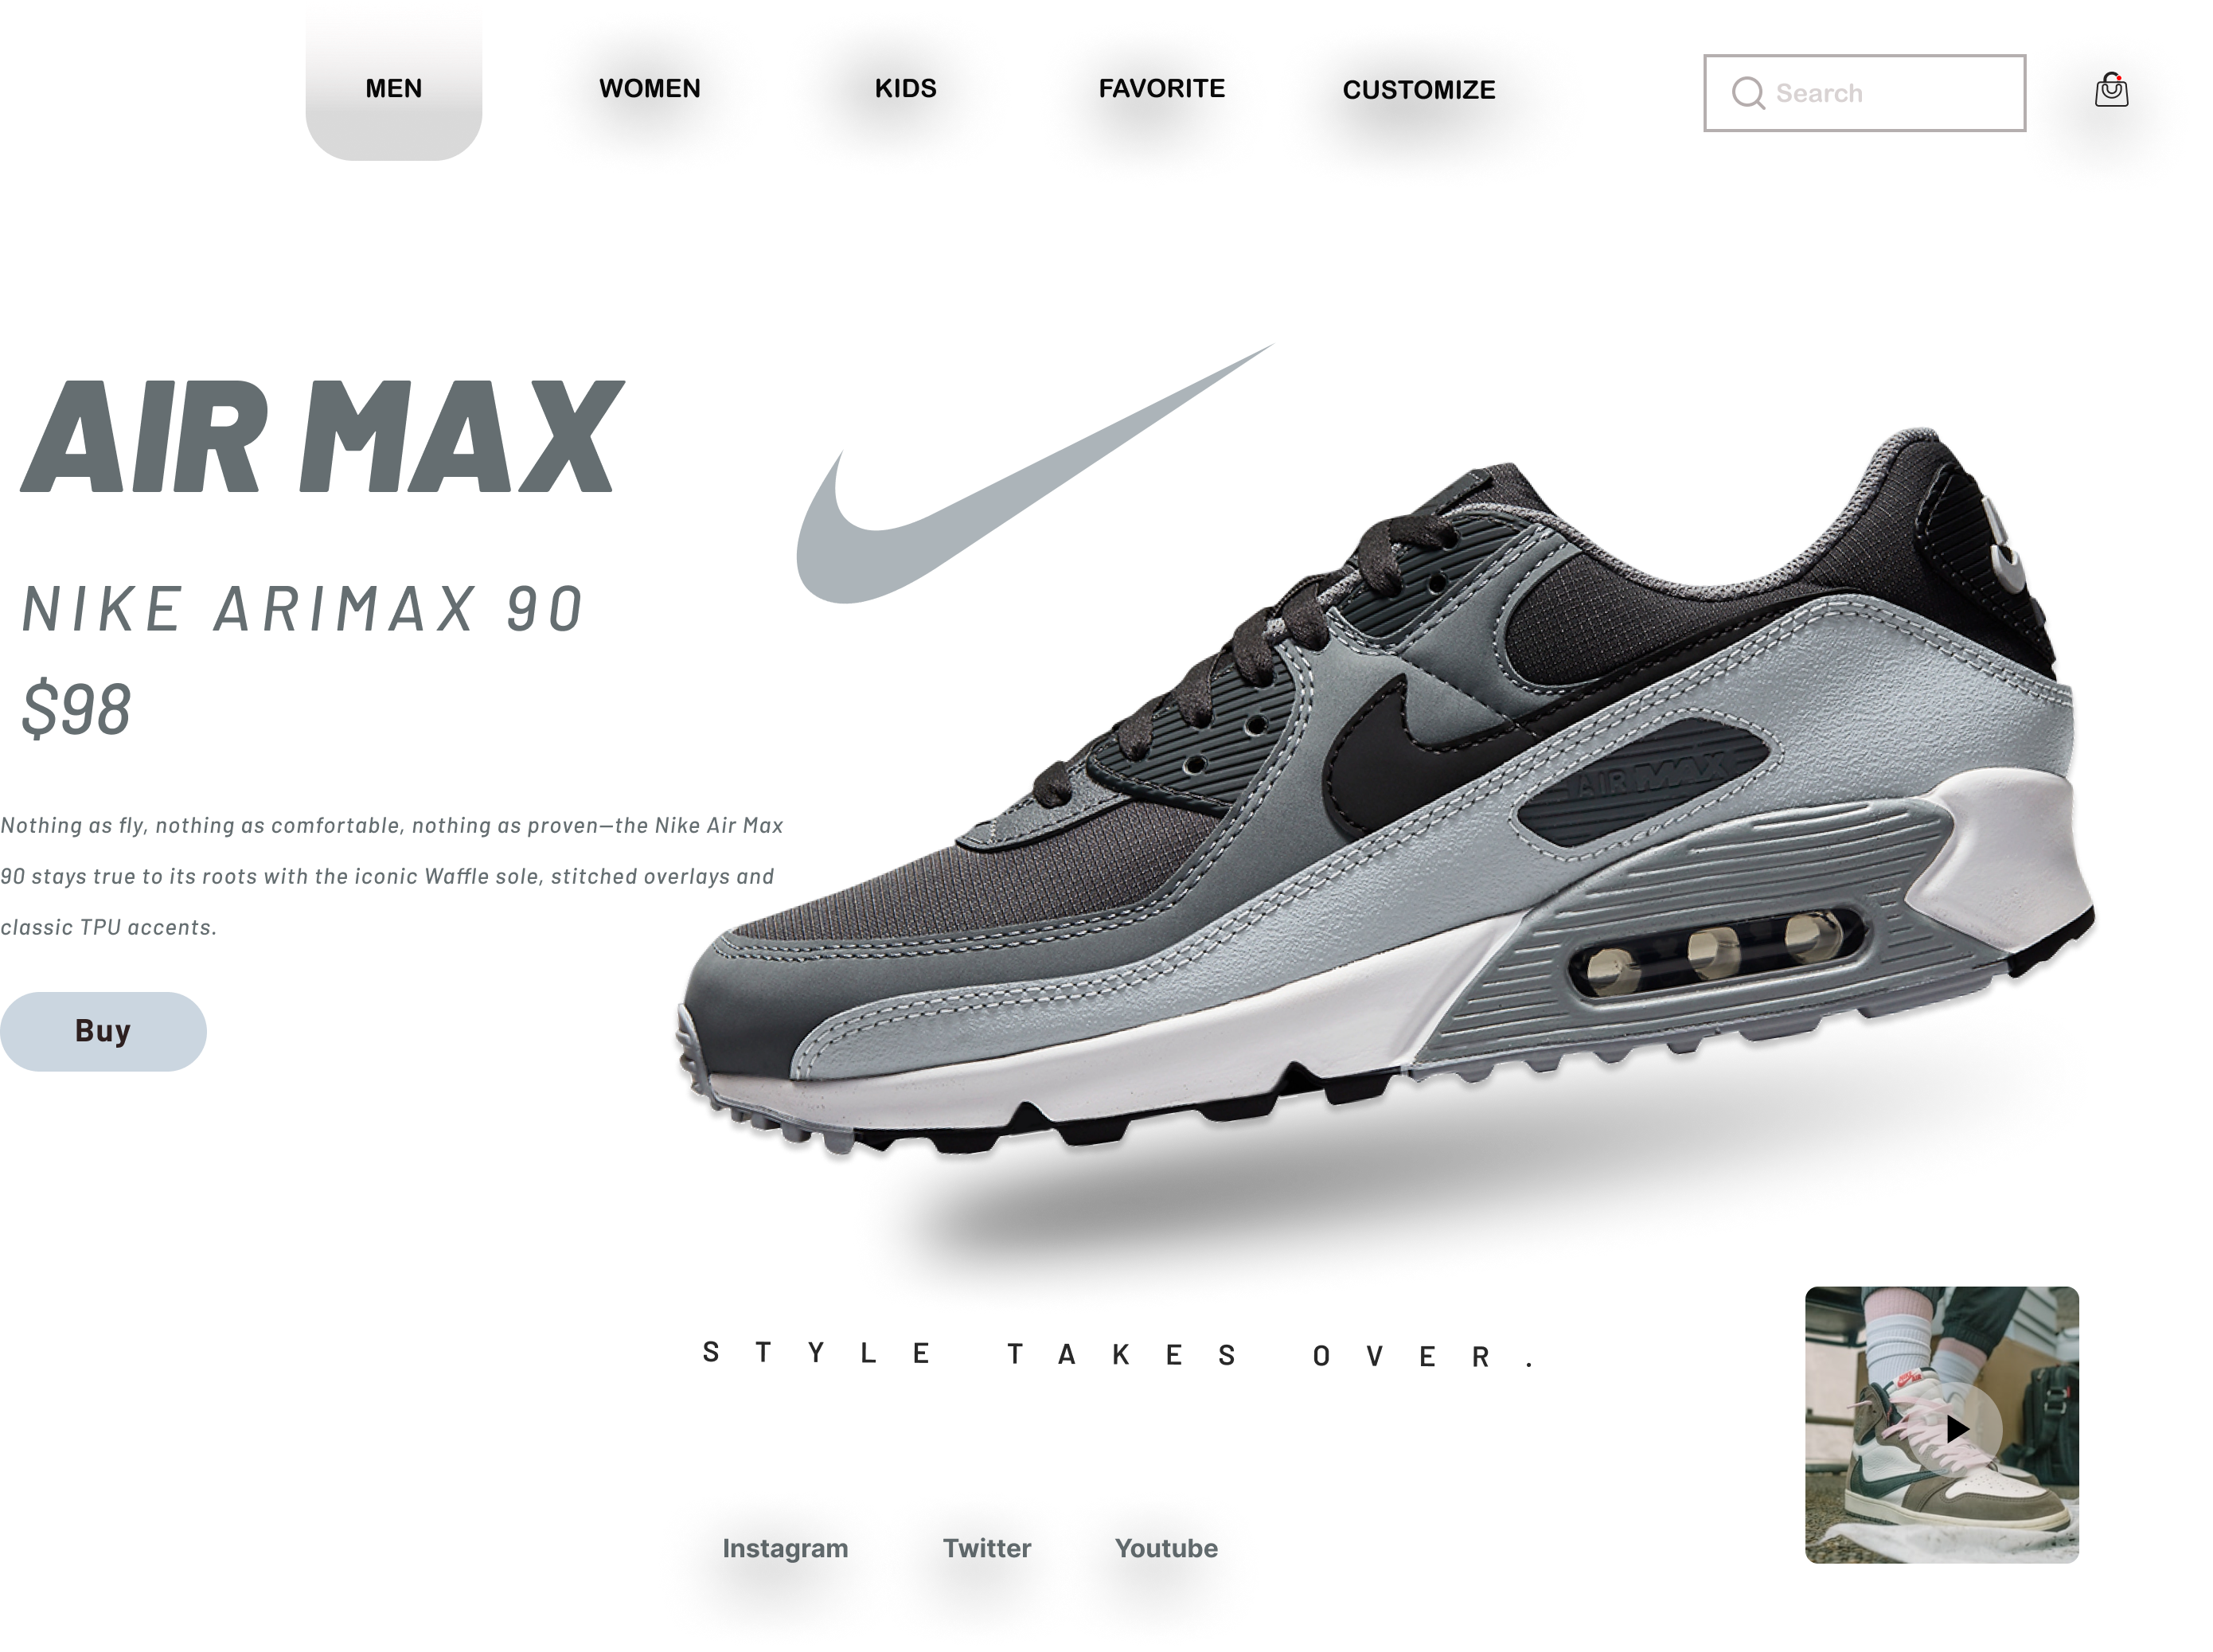 MEN
WOMEN
KIDS
FAVORITE
CUSTOMIZE
Search
AIR MAX
NIKE ARIMAX 90
$98
Nothing as fly, nothing as comfortable, nothing as proven—the Nike Air Max
90 stays true to its roots with the iconic Waffle sole, stitched overlays and
classic TPU accents.
Buy
AIR MAX
STYLE TAKES OVER.
Instagram
Twitter
Youtube